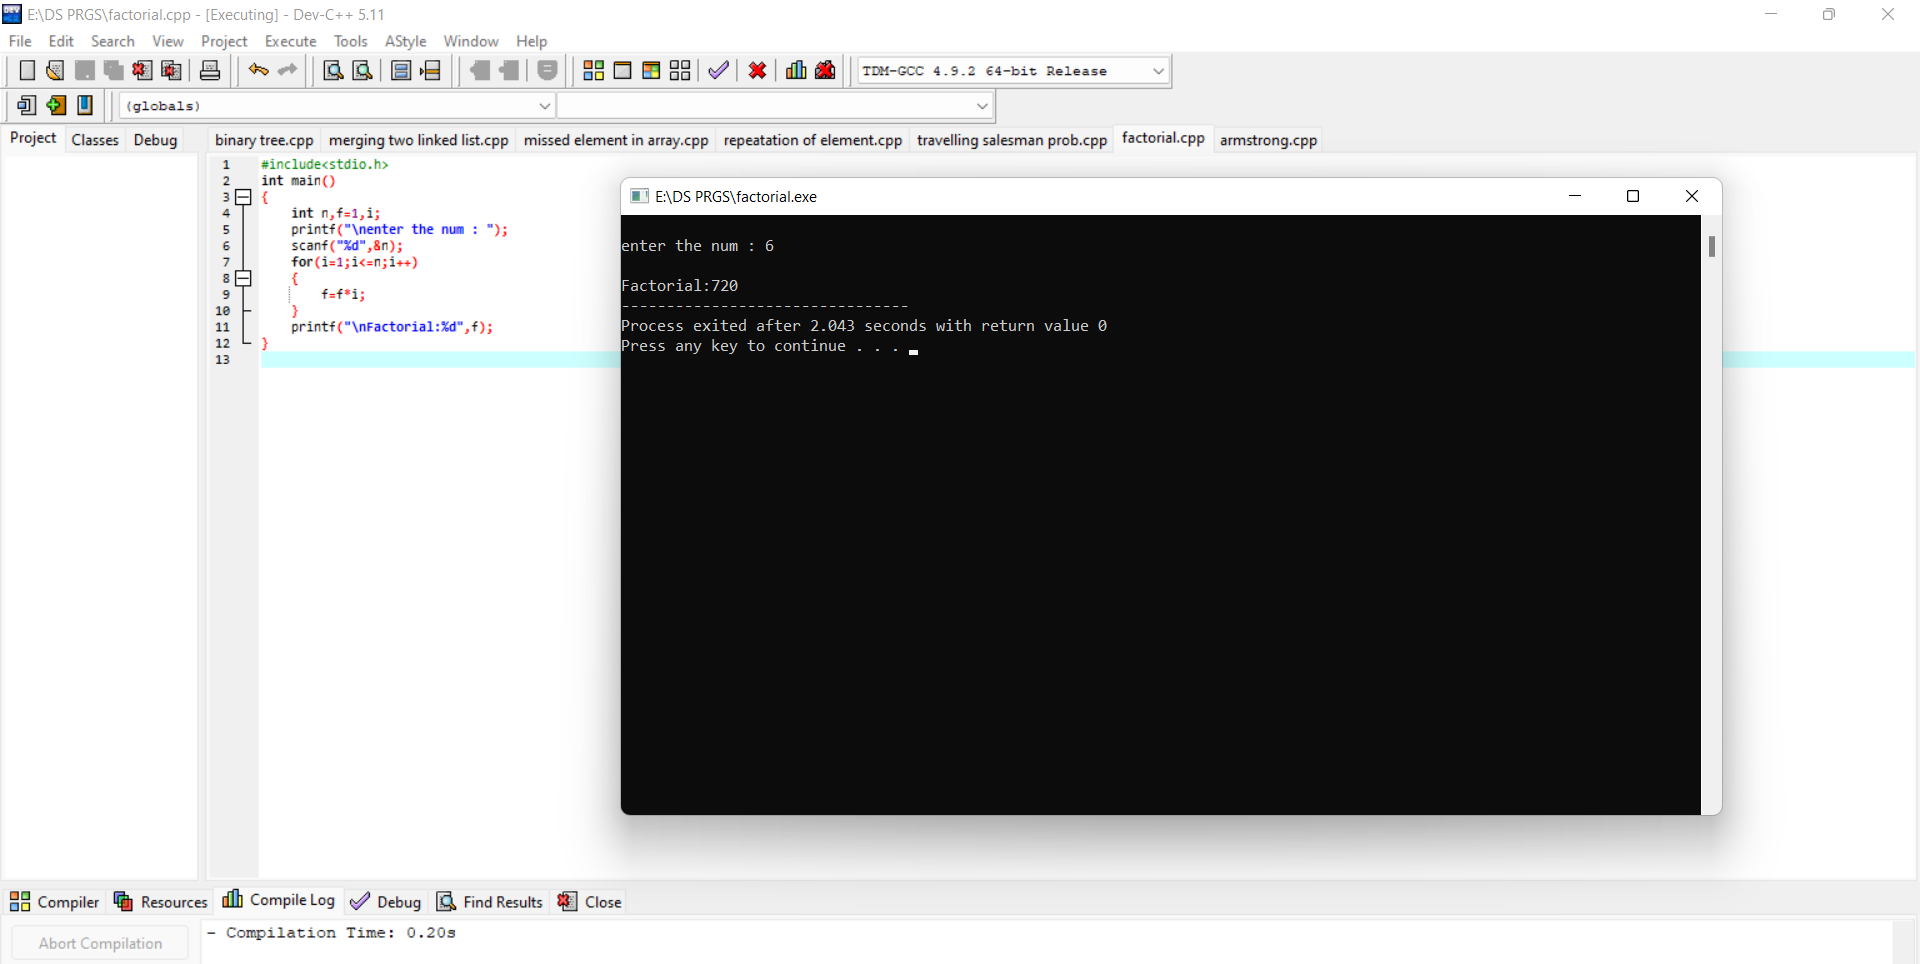 E:\DS PRGS\factorial.cpp - [Executing] - Dev-C++ 5.11
File Edit Search View Project Execute Tools AStyle Window Help
TDM-GCC 4.9.2 64-bit Release
(globals)
Project Classes Debug
binary tree.cpp merging two linked list.cpp missed element in array.cpp repeatation of element.cpp travelling salesman prob.cpp factorial.cpp armstrong.cpp
1 #include<stdio.h>
2 int main()
3 {
4 int n,f=1,i;
5 printf("\nenter the num : ");
6 scanf("%d",&n);
7 for(i=1;i<=n;i++)
8 {
9 f=f*i;
10 }
11 printf("\nFactorial:%d",f);
12 }
13
E:\DS PRGS\factorial.exe
enter the num : 6
Factorial:720
--------------------------------
Process exited after 2.043 seconds with return value 0
Press any key to continue . . .
Compiler Resources Compile Log Debug Find Results Close
Abort Compilation
- Compilation Time: 0.20s